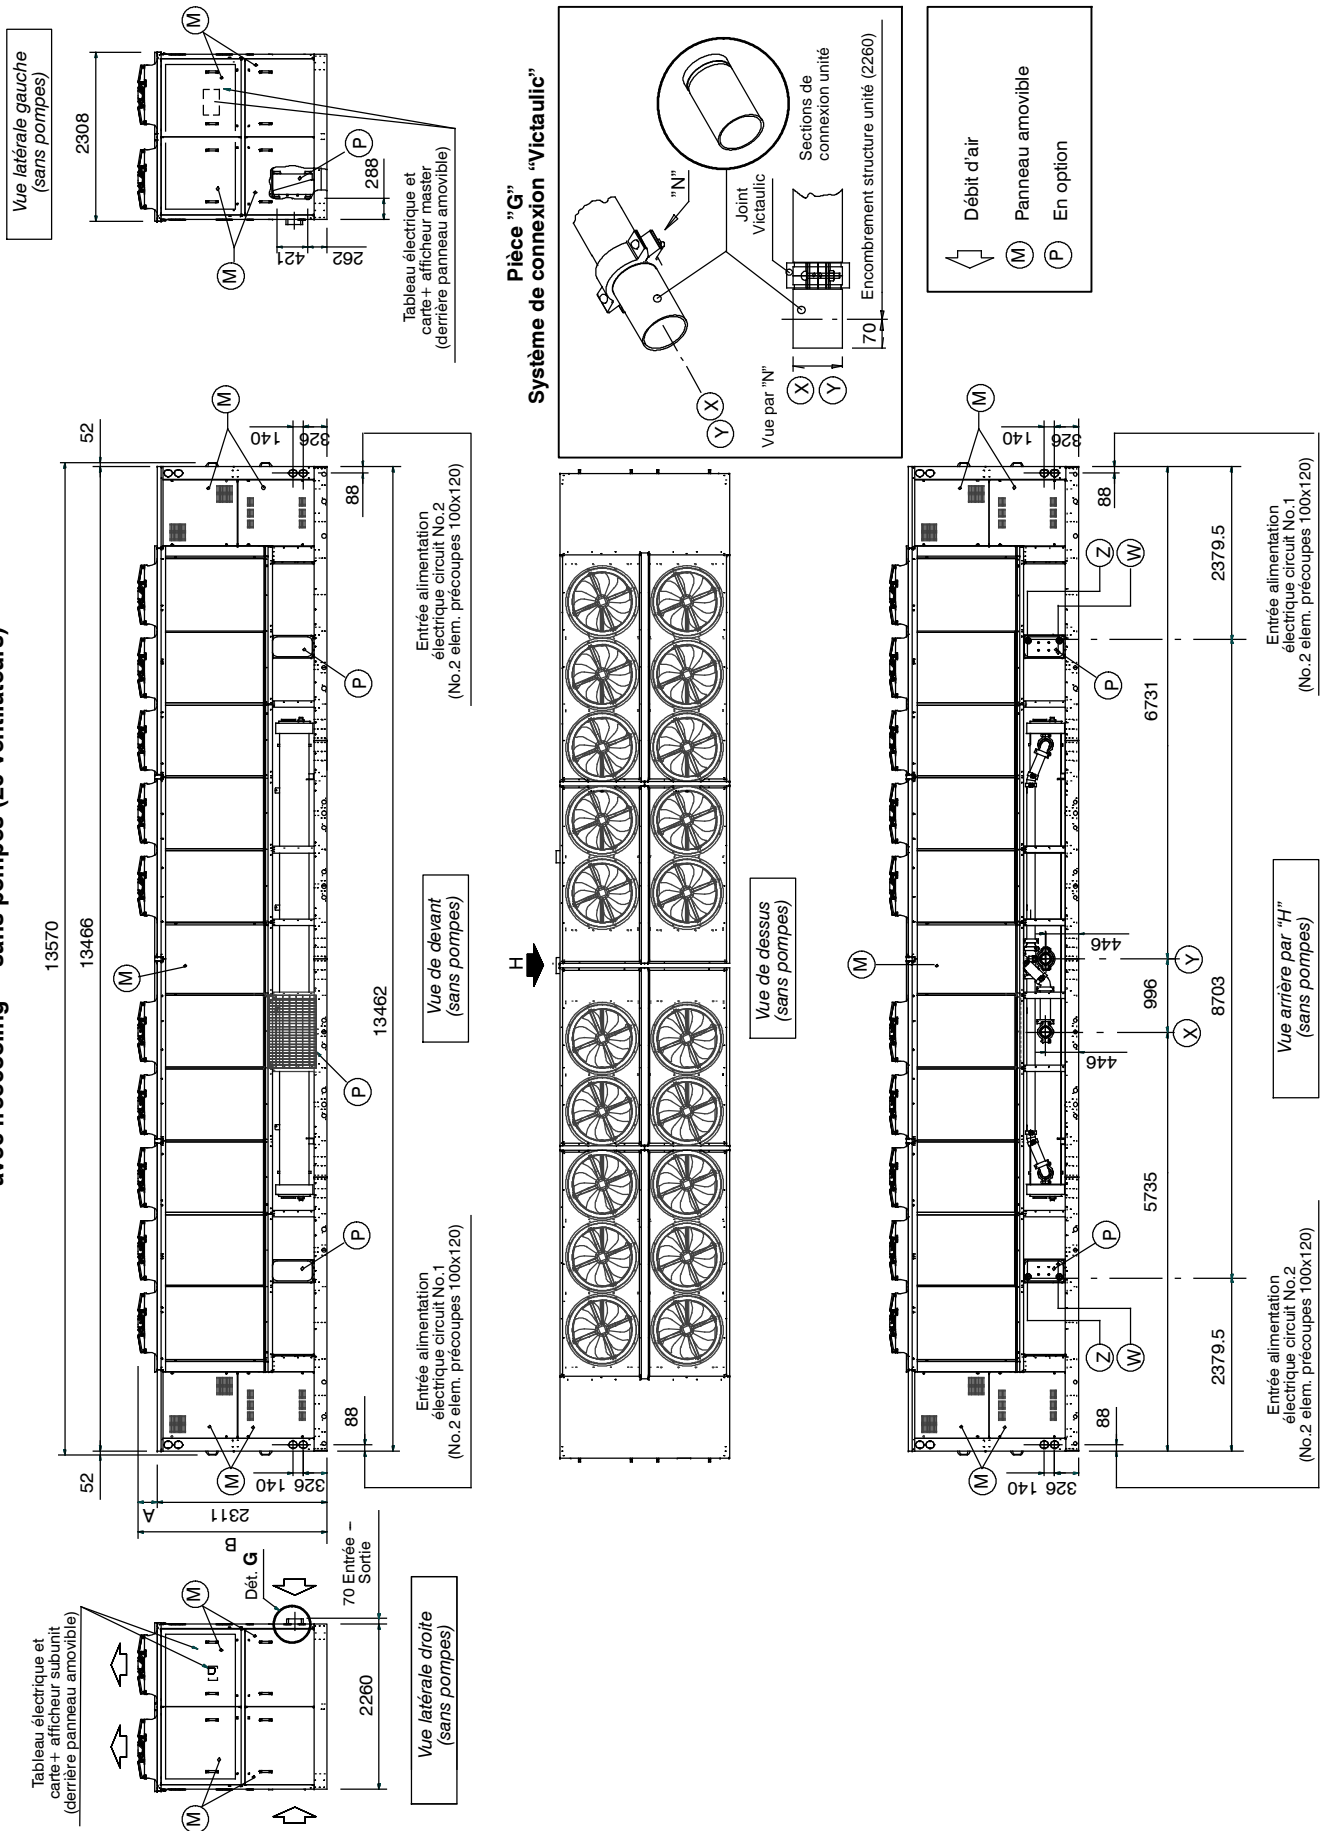 Vue latérale gauche
(sans pompes)
2308
M
M
P
288
421
262
Tableau électrique et
carte+ afficheur master
(derrière panneau amovible)
Pièce "G"
Système de connexion "Victaulic"
"N"
X
Y
Sections de
connexion unité
Joint
Victaulic
Vue par "N"
X
Y
70
Encombrement structure unité (2260)
Débit d'air
M
Panneau amovible
P
En option
13570
13466
52
52
M
M
M
140
326
88
P
P
P
13462
A
2311
B
326
140
88
Entrée alimentation
électrique circuit No.2
(No.2 elem. précoupes 100x120)
Vue de devant
(sans pompes)
Entrée alimentation
électrique circuit No.1
(No.2 elem. précoupes 100x120)
H
Vue de dessus
(sans pompes)
M
M
M
140
326
88
Z
W
P
2379.5
6731
446
Y
996
8703
X
446
5735
P
Z
W
2379.5
88
326
140
Entrée alimentation
électrique circuit No.1
(No.2 elem. précoupes 100x120)
Vue arrière par "H"
(sans pompes)
Entrée alimentation
électrique circuit No.2
(No.2 elem. précoupes 100x120)
Tableau électrique et
carte+ afficheur subunit
(derrière panneau amovible)
M
M
Dét. G
70 Entrée –
Sortie
2260
Vue latérale droite
(sans pompes)